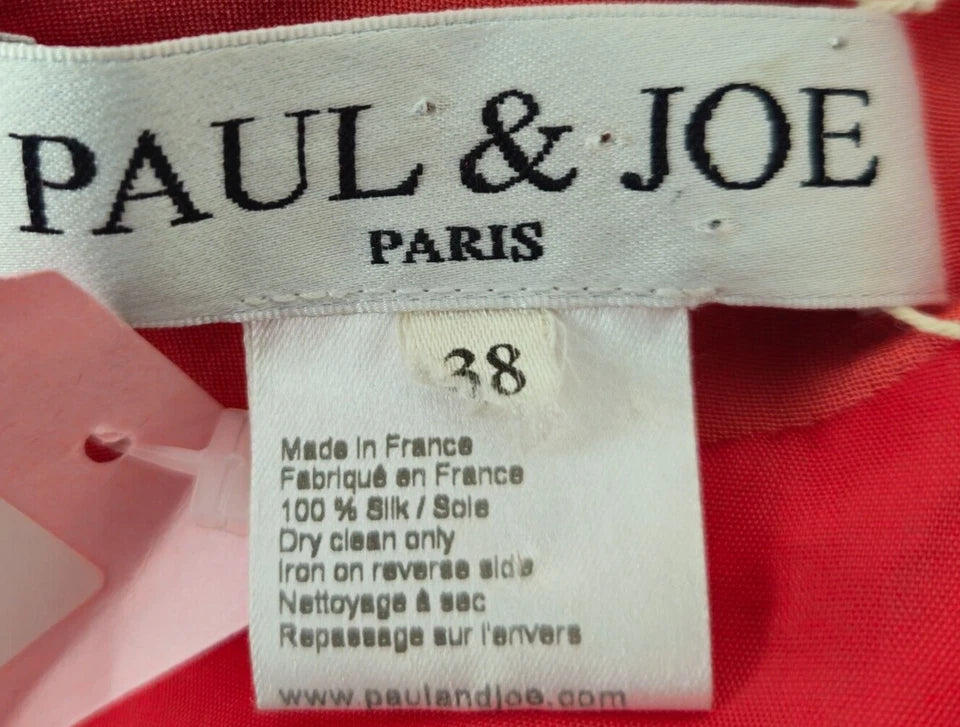 PAUL & JOE
PARIS
38
Made in France
Fabriqué en France
100 % Silk / Soie
Dry clean only
Iron on reverse side
Nettoyage à sec
Repassage sur l'envers
www.paulandjoe.com